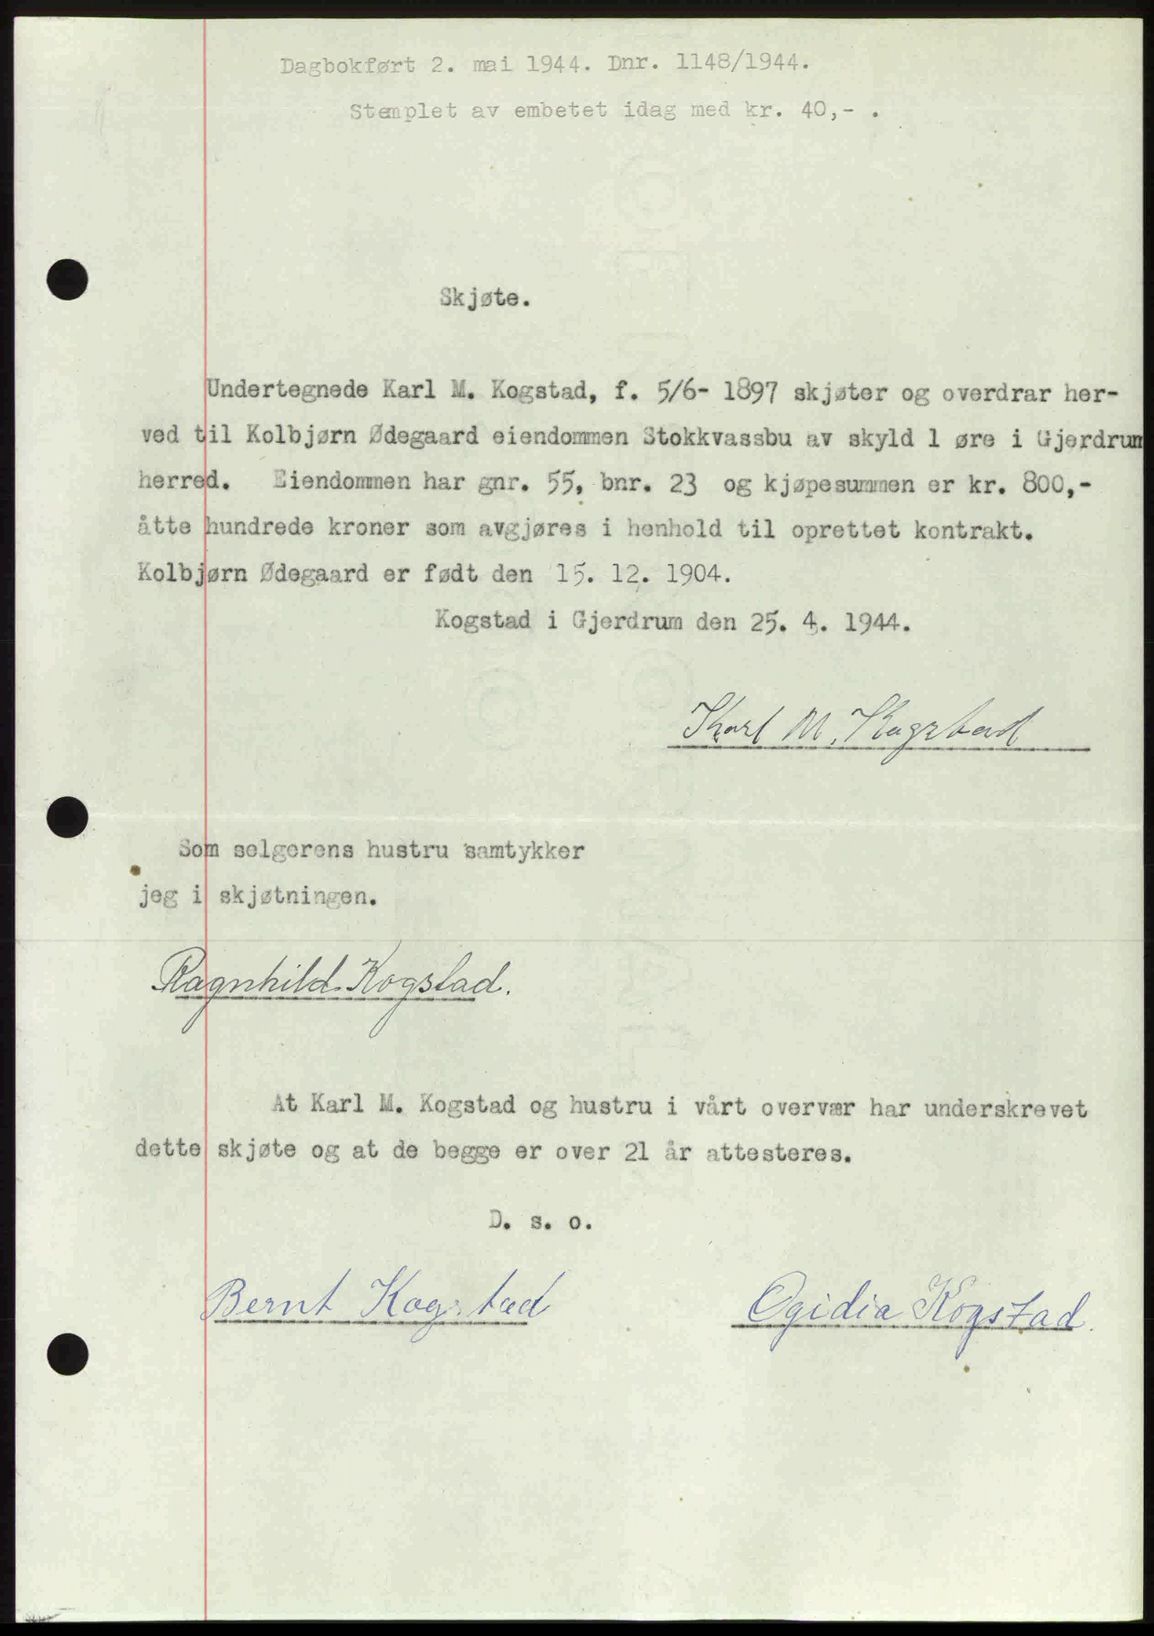 Dagbokført 2. mai 1944. Dnr. 1148/1944.
Stemplet av embetet idag med kr. 40,- .
Skjøte.
Undertegnede Karl M. Kogstad, f. 5/6- 1897 skjøter og overdrar her-
ved til Kolbjørn Ødegaard eiendommen Stokkvassbu av skyld 1 øre i Gjerdrum
herred. Eiendommen har gnr. 55, bnr. 23 og kjøpesummen er kr. 800,-
åtte hundrede kroner som avgjøres i henhold til oprettet kontrakt.
Kolbjørn Ødegaard er født den 15. 12. 1904.
Kogstad i Gjerdrum den 25. 4. 1944.
Karl M. Kogstad
Som selgerens hustru samtykker
jeg i skjøtningen.
Ragnhild Kogstad.
At Karl M. Kogstad og hustru i vårt overvær har underskrevet
dette skjøte og at de begge er over 21 år attesteres.
D. s. o.
Bernt Kogstad
Ogidia Kogstad.